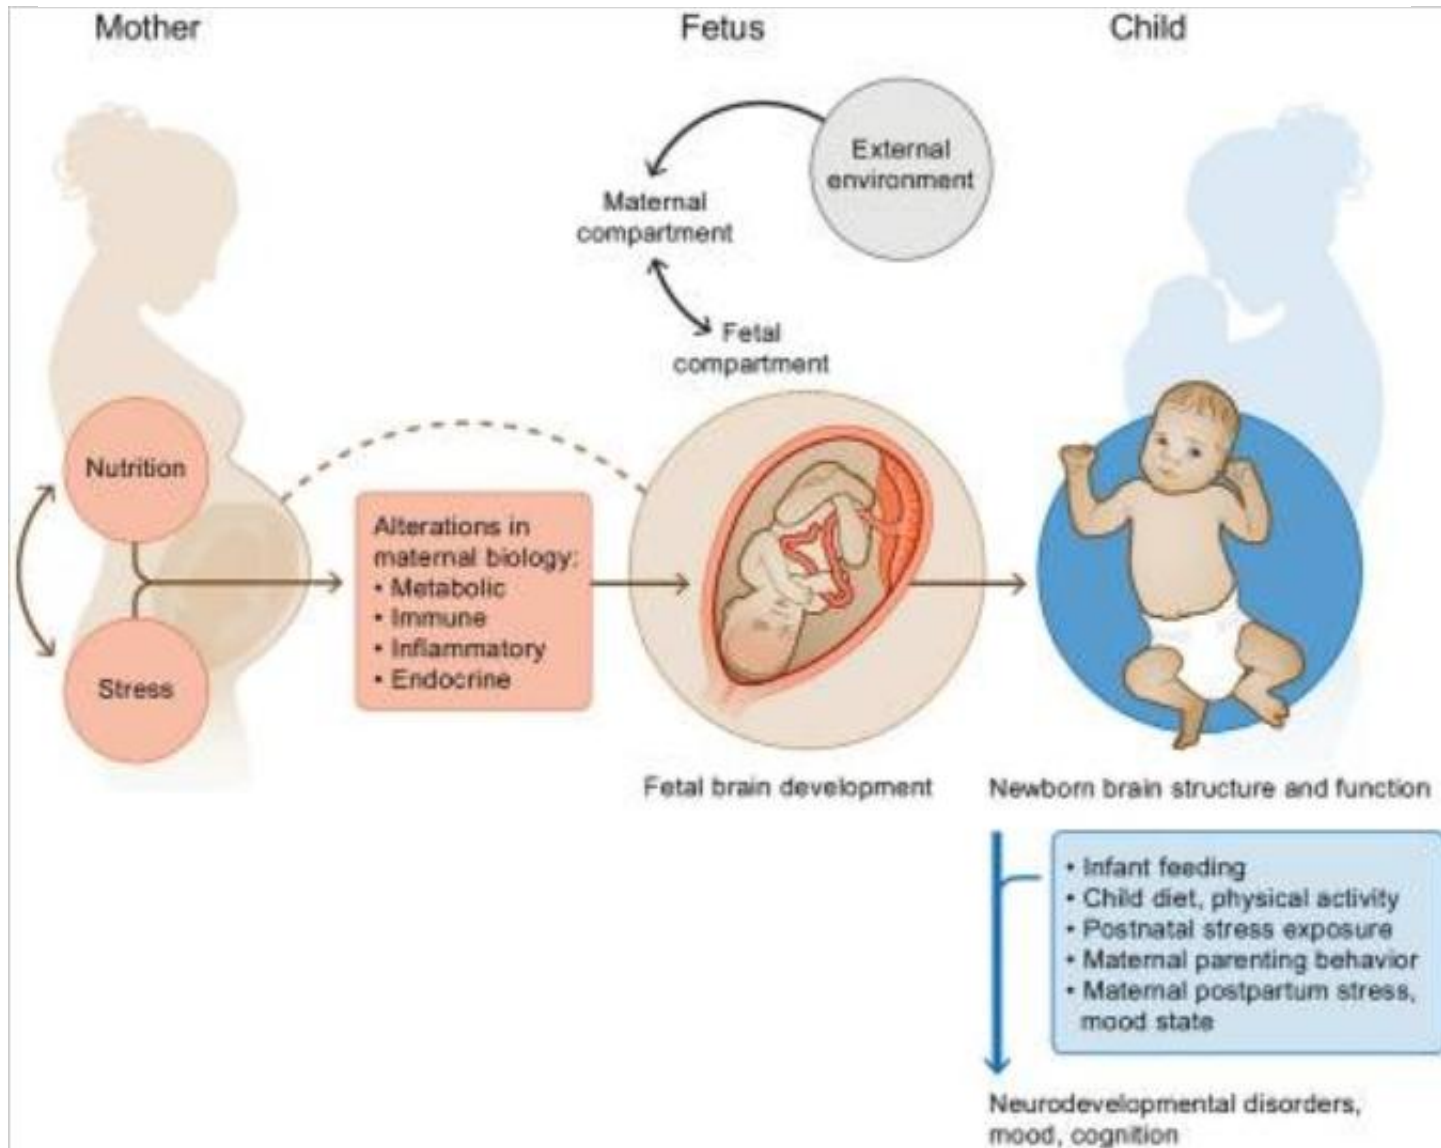 Mother
Fetus
Child
External
environment
Maternal
compartment
Fetal
compartment
Nutrition
Stress
Alterations in
maternal biology:
• Metabolic
• Immune
• Inflammatory
• Endocrine
Fetal brain development
Newborn brain structure and function
• Infant feeding
• Child diet, physical activity
• Postnatal stress exposure
• Maternal parenting behavior
• Maternal postpartum stress,
mood state
Neurodevelopmental disorders,
mood, cognition